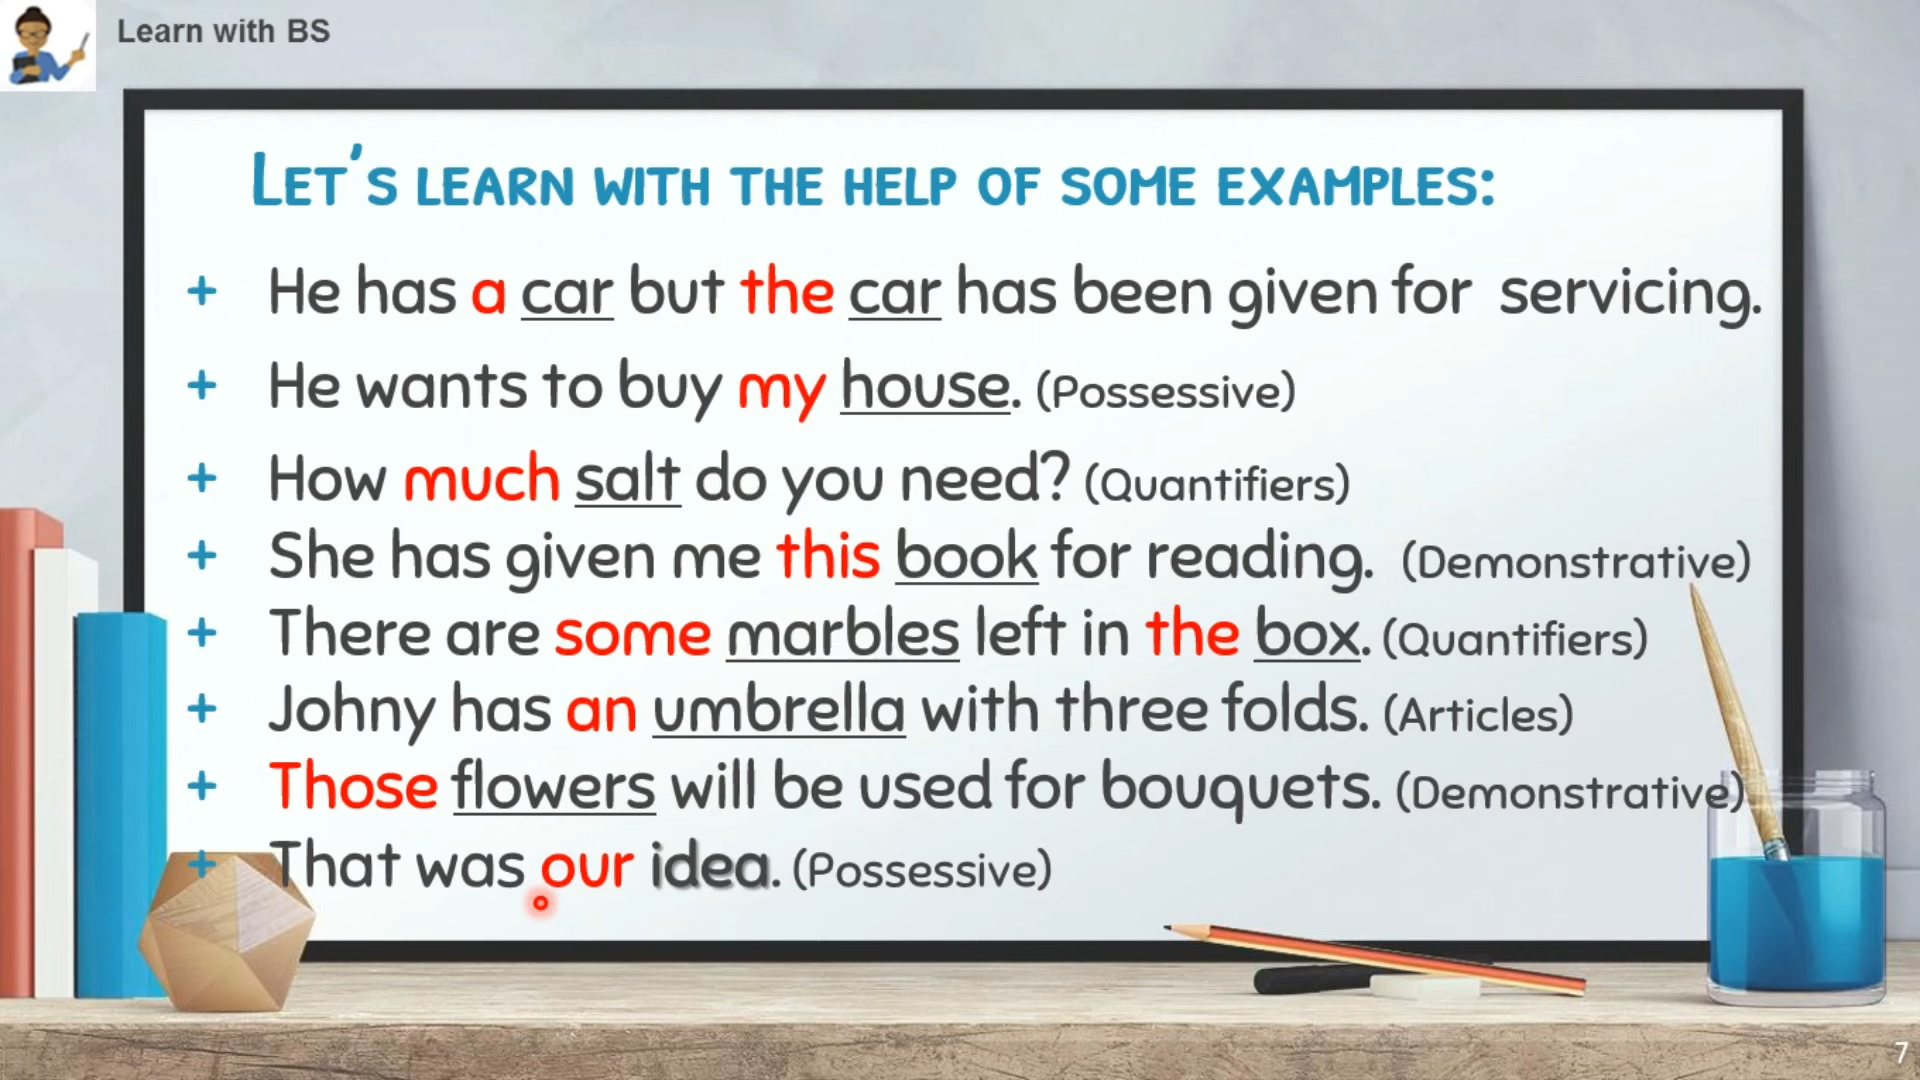 Learn with BS
Let's learn with the help of some examples:
+ He has a car but the car has been given for servicing.
+ He wants to buy my house. (Possessive)
+ How much salt do you need? (Quantifiers)
+ She has given me this book for reading. (Demonstrative)
+ There are some marbles left in the box. (Quantifiers)
+ Johny has an umbrella with three folds. (Articles)
+ Those flowers will be used for bouquets. (Demonstrative)
+ That was our idea. (Possessive)
7